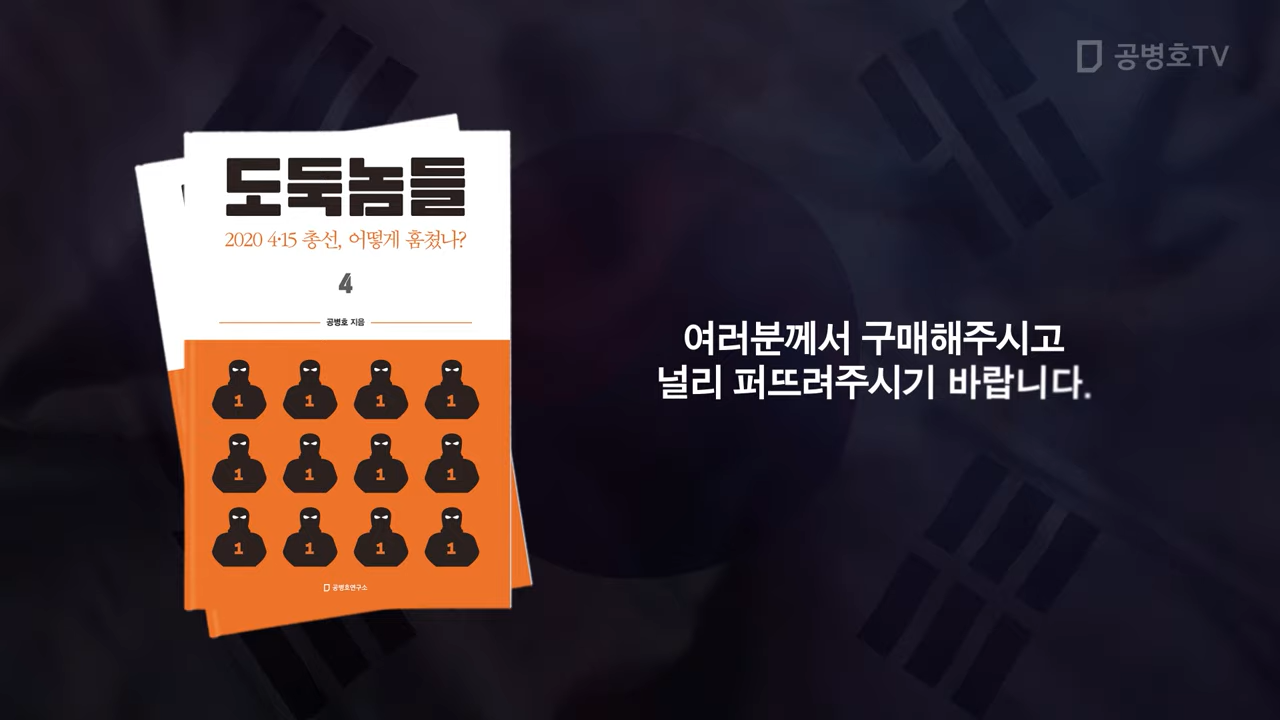 공병호TV
도둑놈들
2020 4·15 총선, 어떻게 훔쳤나?
4
공병호 지음
1 1 1 1
1 1 1 1
1 1 1 1
공병호연구소
여러분께서 구매해주시고
널리 퍼뜨려주시기 바랍니다.